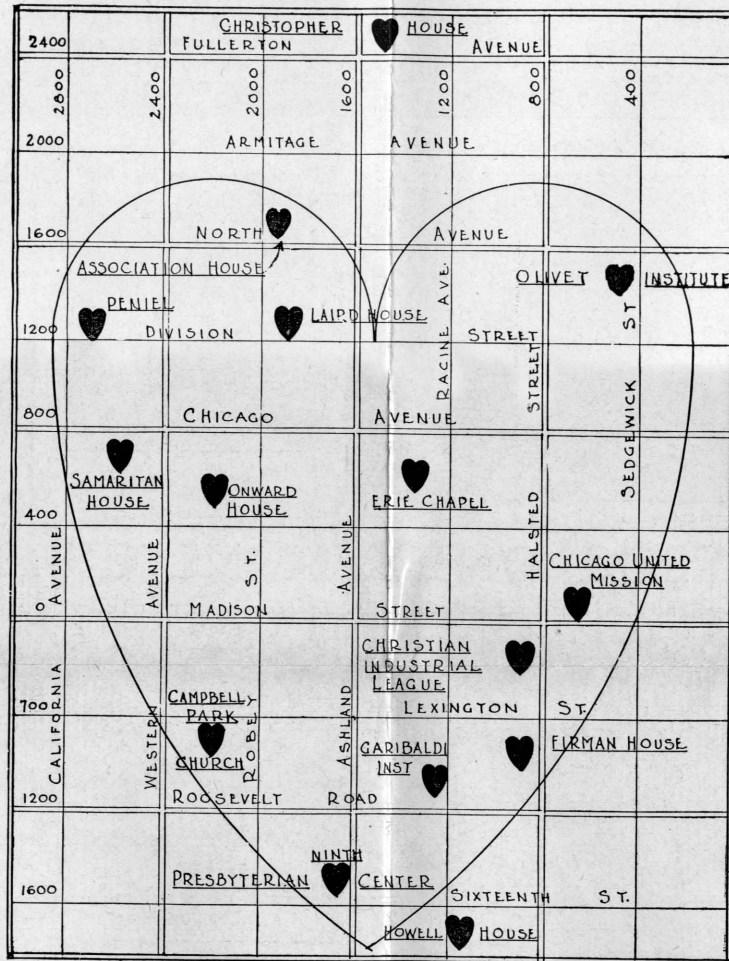 CHRISTOPHER HOUSE
2400 FULLERTON AVENUE
2800 2400 2000 1600 1200 800 400
2000 ARMITAGE AVENUE
1600 NORTH AVENUE
ASSOCIATION HOUSE
OLIVET INSTITUTE
PENIEL
LAIRD HOUSE
1200 DIVISION STREET
RACINE AVE.
STREET
SEDGEWICK ST
800 CHICAGO AVENUE
SAMARITAN
HOUSE
ONWARD
HOUSE
ERIE CHAPEL
400
AVENUE
AVENUE
ST.
AVENUE
HALSTED
CHICAGO UNITED
MISSION
0 MADISON STREET
CHRISTIAN
INDUSTRIAL
LEAGUE
CALIFORNIA
WESTERN
ROBEY
ASHLAND
CAMPBELL
PARK
CHURCH
700 LEXINGTON ST.
GARIBALDI
INST
FIRMAN HOUSE
1200 ROOSEVELT ROAD
NINTH
PRESBYTERIAN CENTER
1600 SIXTEENTH ST.
HOWELL HOUSE